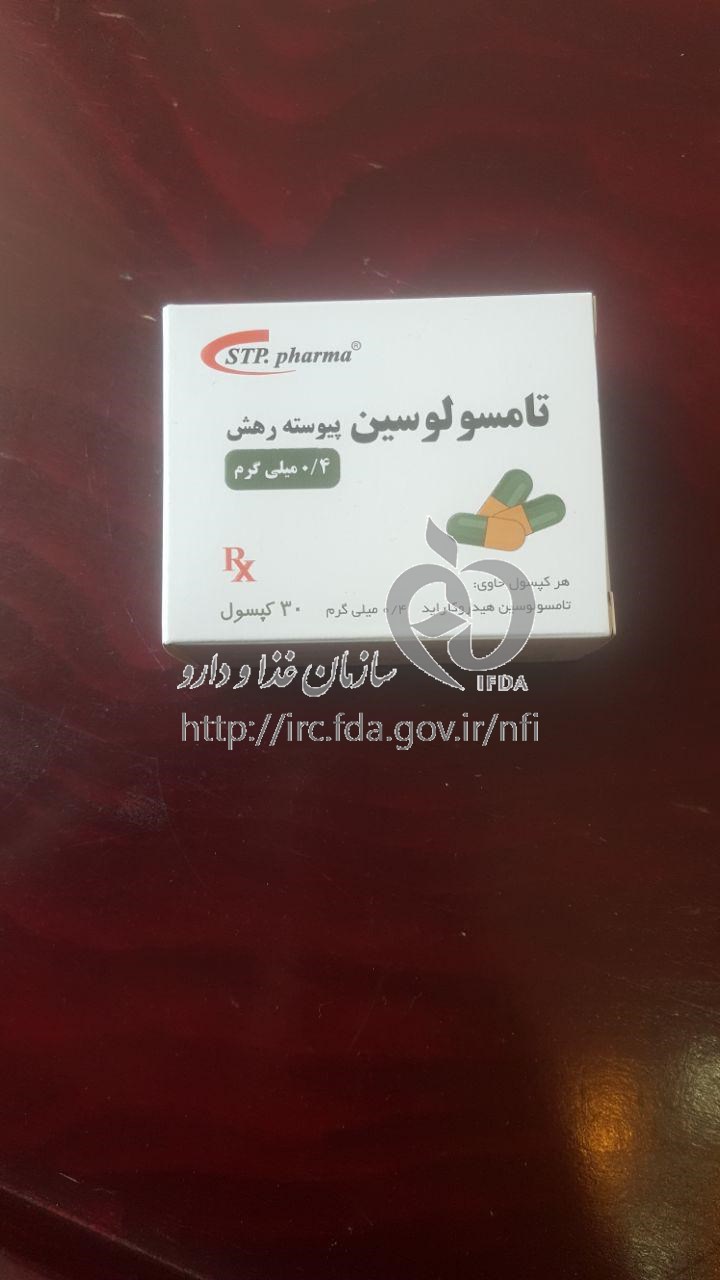 STP. pharma®
تامسولوسین پیوسته رهش
۰/۴ میلی گرم
Rx
هر کپسول حاوی:
تامسولوسین هیدروکلراید ۰/۴ میلی گرم
۳۰ کپسول
سازمان غذا و دارو
IFDA
http://irc.fda.gov.ir/nfi